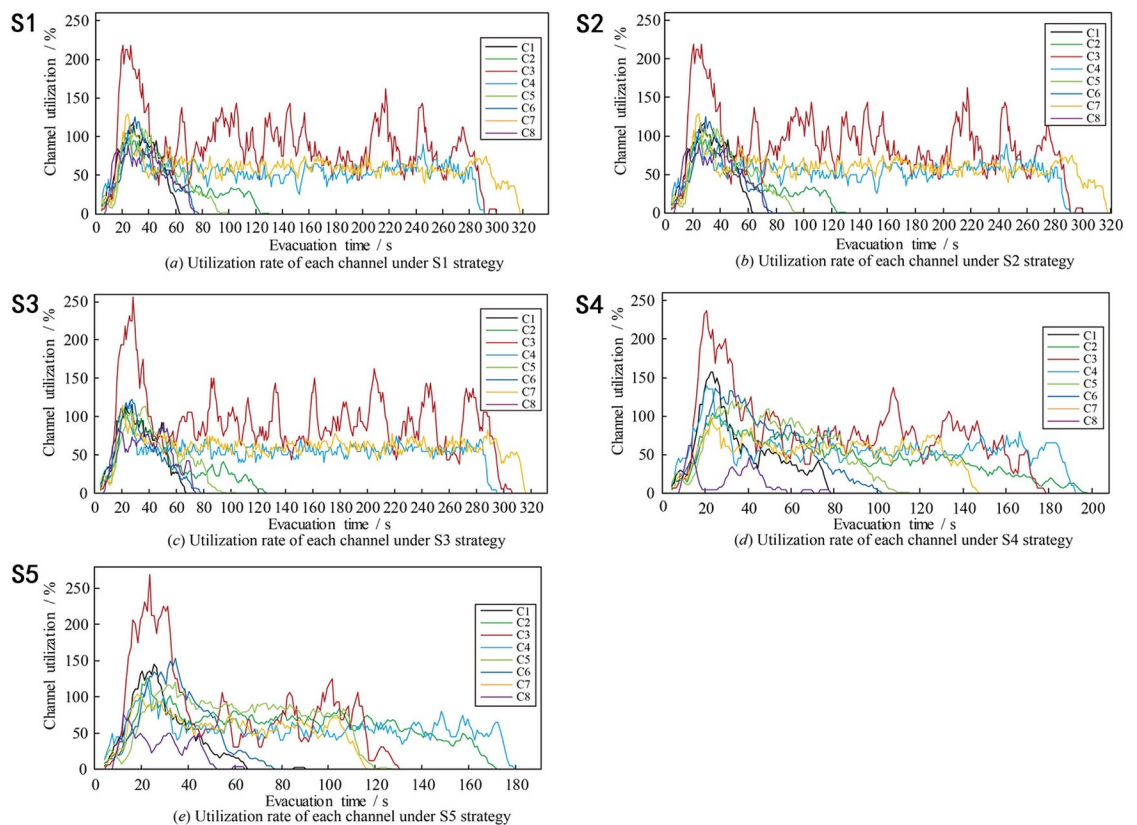 S1
Channel utilization / %
250
200
150
100
50
0
C1
C2
C3
C4
C5
C6
C7
C8
0 20 40 60 80 100 120 140 160 180 200 220 240 260 280 300 320
Evacuation time / s
(a) Utilization rate of each channel under S1 strategy
S2
Channel utilization / %
250
200
150
100
50
0
C1
C2
C3
C4
C5
C6
C7
C8
0 20 40 60 80 100 120 140 160 180 200 220 240 260 280 300 320
Evacuation time / s
(b) Utilization rate of each channel under S2 strategy
S3
Channel utilization / %
250
200
150
100
50
0
C1
C2
C3
C4
C5
C6
C7
C8
0 20 40 60 80 100 120 140 160 180 200 220 240 260 280 300 320
Evacuation time / s
(c) Utilization rate of each channel under S3 strategy
S4
Channel utilization / %
250
200
150
100
50
0
C1
C2
C3
C4
C5
C6
C7
C8
0 20 40 60 80 100 120 140 160 180 200
Evacuation time / s
(d) Utilization rate of each channel under S4 strategy
S5
Channel utilization / %
250
200
150
100
50
0
C1
C2
C3
C4
C5
C6
C7
C8
0 20 40 60 80 100 120 140 160 180
Evacuation time / s
(e) Utilization rate of each channel under S5 strategy